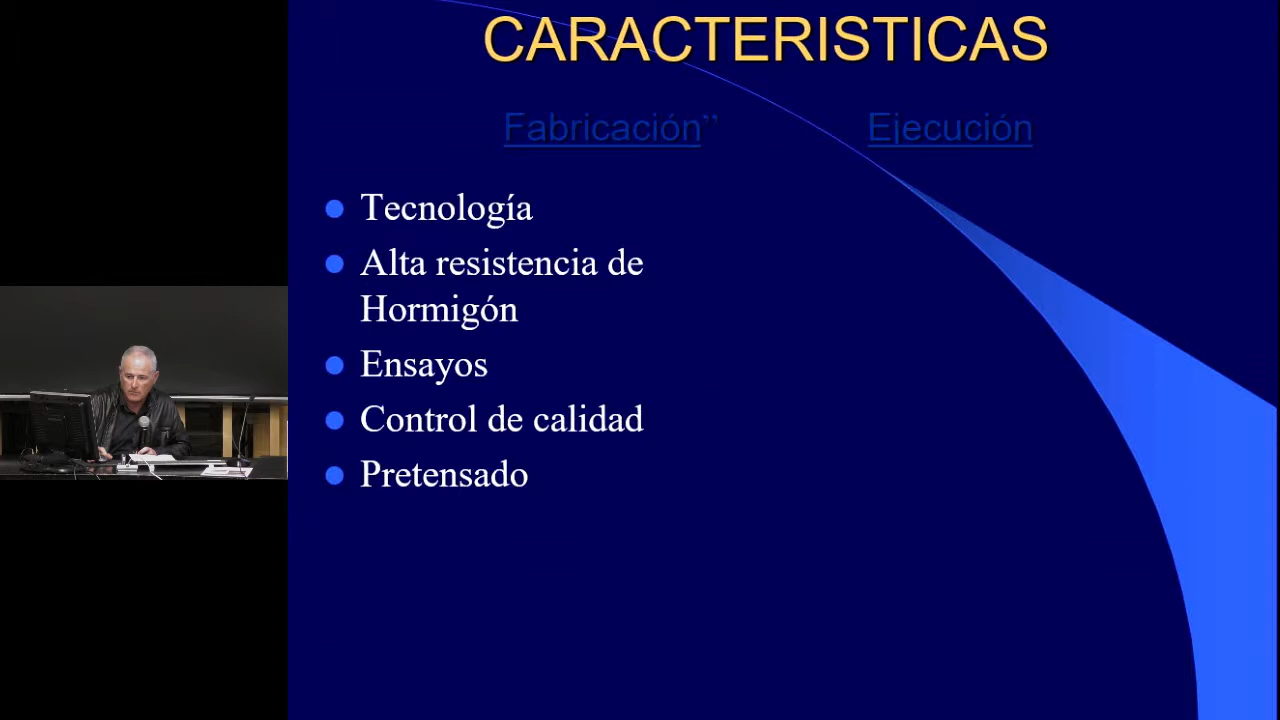 CARACTERISTICAS
Fabricación” Ejecución
Tecnología
Alta resistencia de
Hormigón
Ensayos
Control de calidad
Pretensado